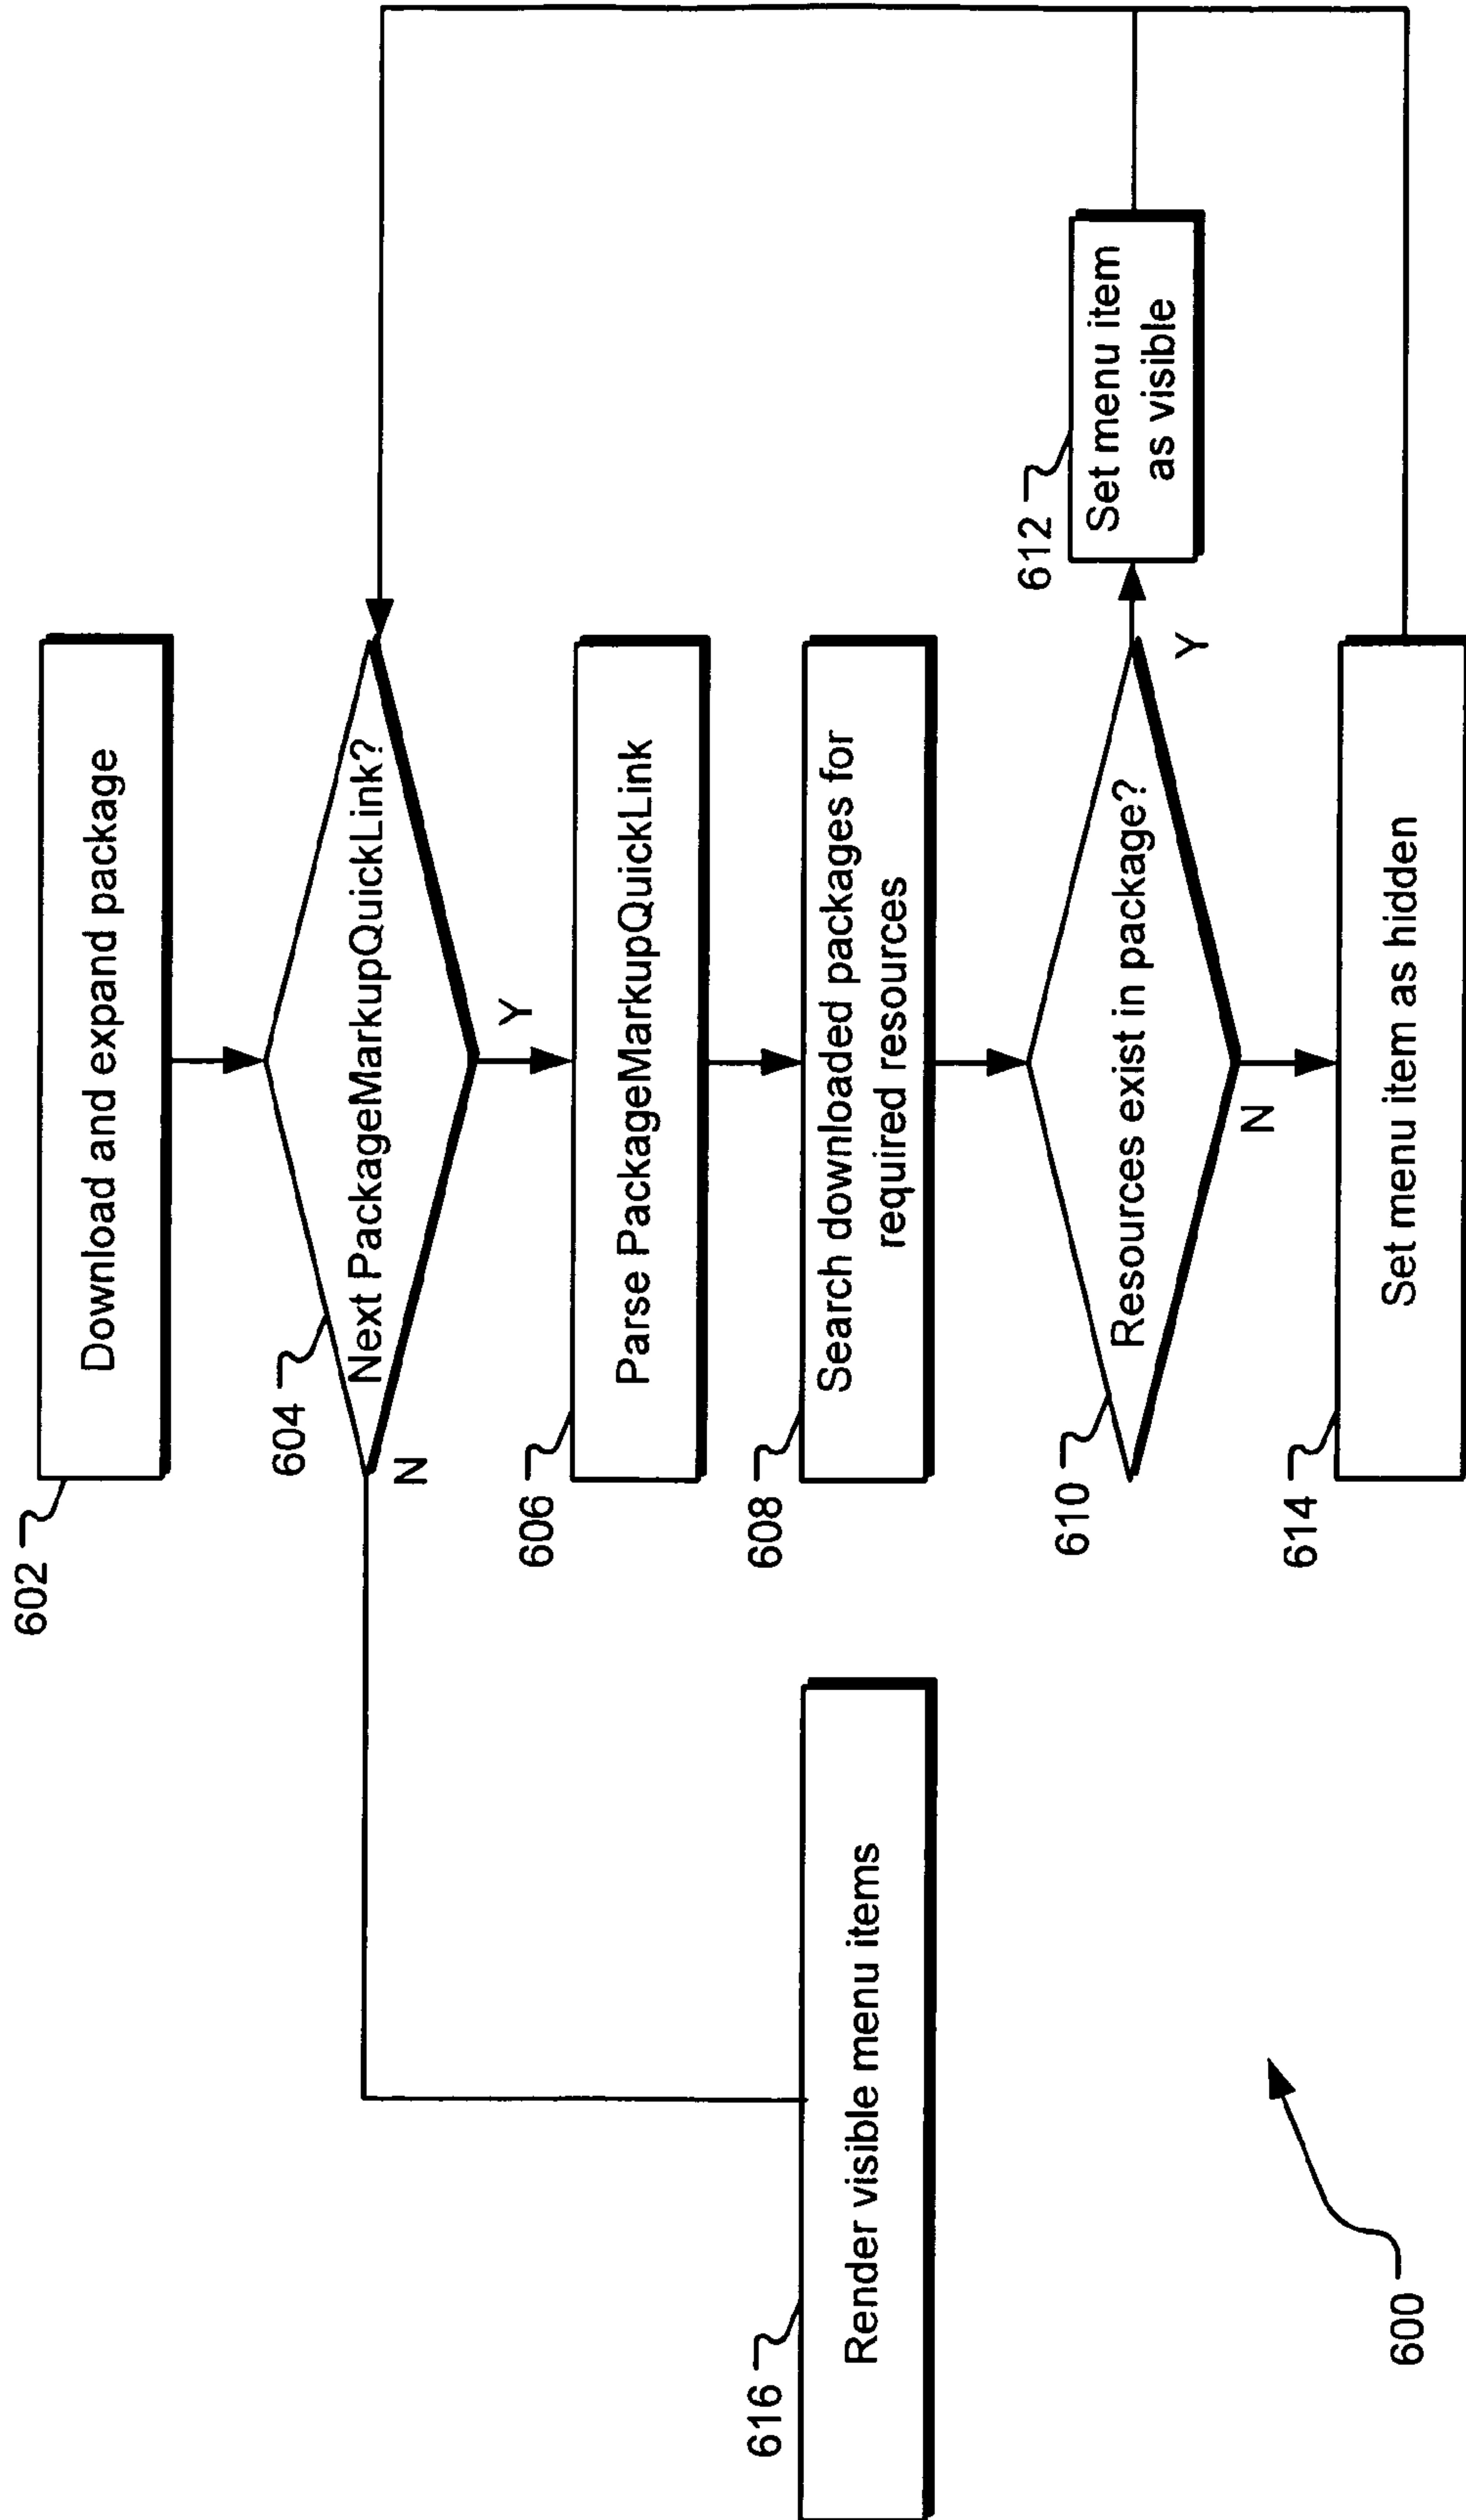 602
Download and expand package
604
Next PackageMarkupQuickLink?
N
Y
606
Parse PackageMarkupQuickLink
608
Search downloaded packages for
required resources
616
Render visible menu items
610
Resources exist in package?
Y
612
Set menu item
as visible
N
614
Set menu item as hidden
600